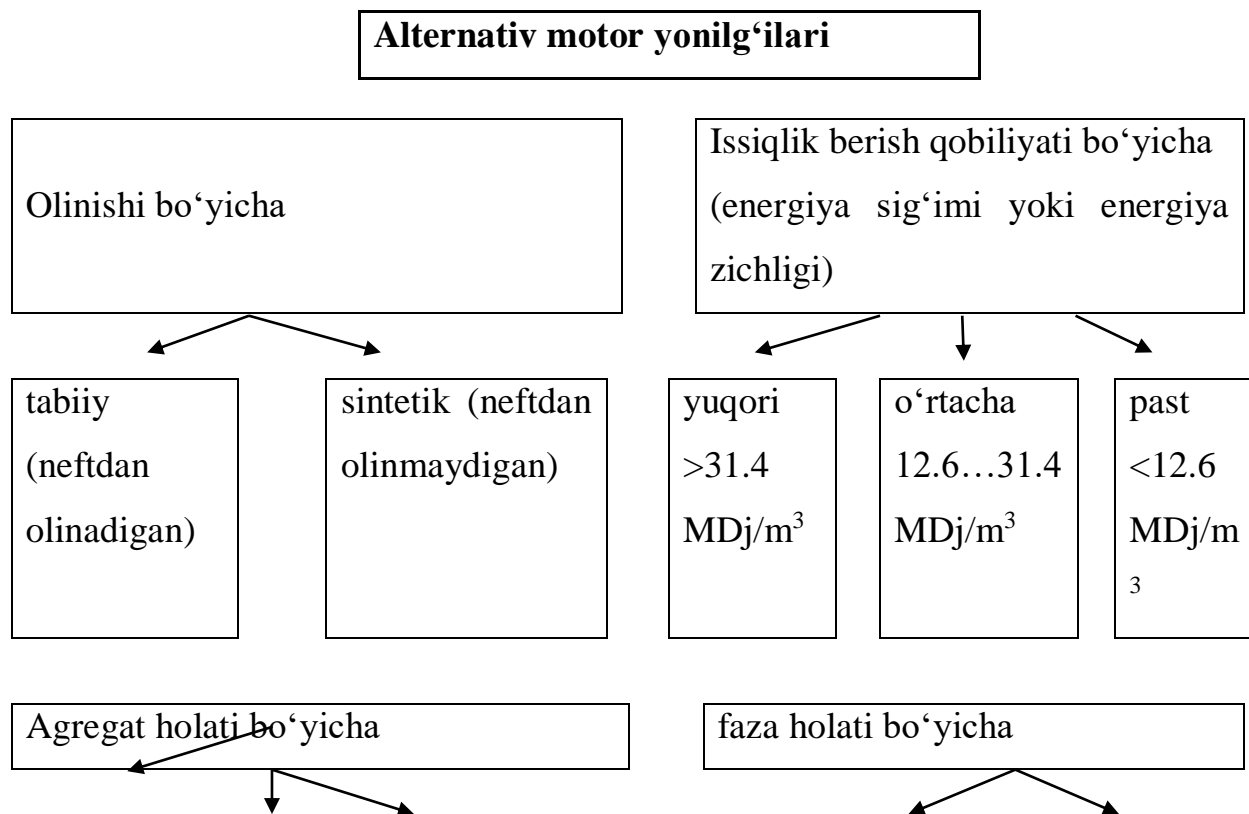 Alternativ motor yonilg‘ilari
Olinishi bo‘yicha
Issiqlik berish qobiliyati bo‘yicha
(energiya sig‘imi yoki energiya
zichligi)
tabiiy
(neftdan
olinadigan)
sintetik (neftdan
olinmaydigan)
yuqori
>31.4
MDj/m³
o‘rtacha
12.6…31.4
MDj/m³
past
<12.6
MDj/m
³
Agregat holati bo‘yicha
faza holati bo‘yicha